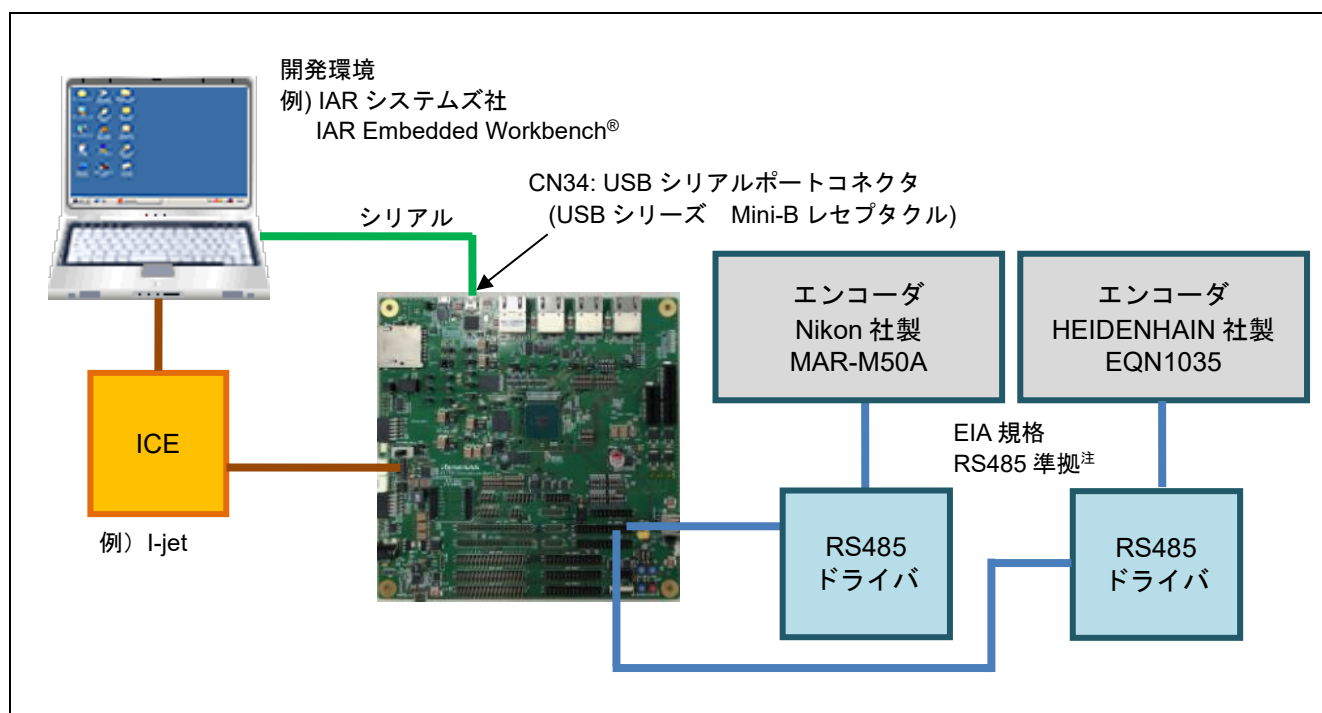 開発環境
例) IAR システムズ社
IAR Embedded Workbench®
CN34: USB シリアルポートコネクタ
(USB シリーズ　Mini-B レセプタクル)
シリアル
エンコーダ
Nikon 社製
MAR-M50A
エンコーダ
HEIDENHAIN 社製
EQN1035
EIA 規格
RS485 準拠注
ICE
例）I-jet
RS485
ドライバ
RS485
ドライバ